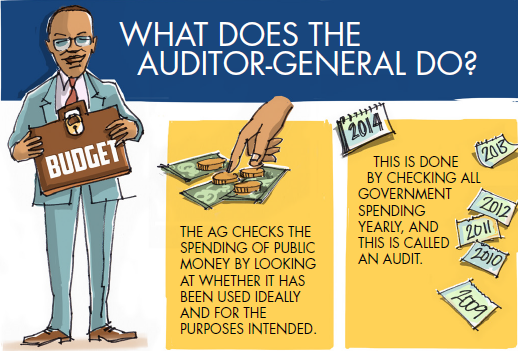 WHAT DOES THE
AUDITOR-GENERAL DO?
BUDGET
THE AG CHECKS THE
SPENDING OF PUBLIC
MONEY BY LOOKING
AT WHETHER IT HAS
BEEN USED IDEALLY
AND FOR THE
PURPOSES INTENDED.
2014
THIS IS DONE
BY CHECKING ALL
GOVERNMENT
SPENDING
YEARLY, AND
THIS IS CALLED
AN AUDIT.
2013
2012
2011
2010
2009